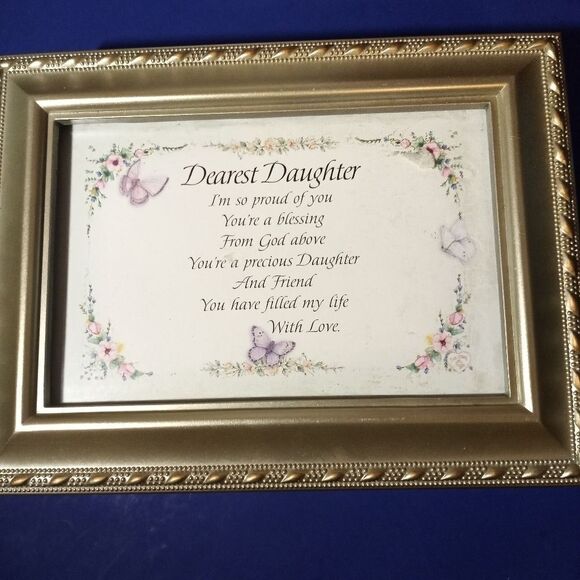 Dearest Daughter
I'm so proud of you
You're a blessing
From God above
You're a precious Daughter
And Friend
You have filled my life
With Love.